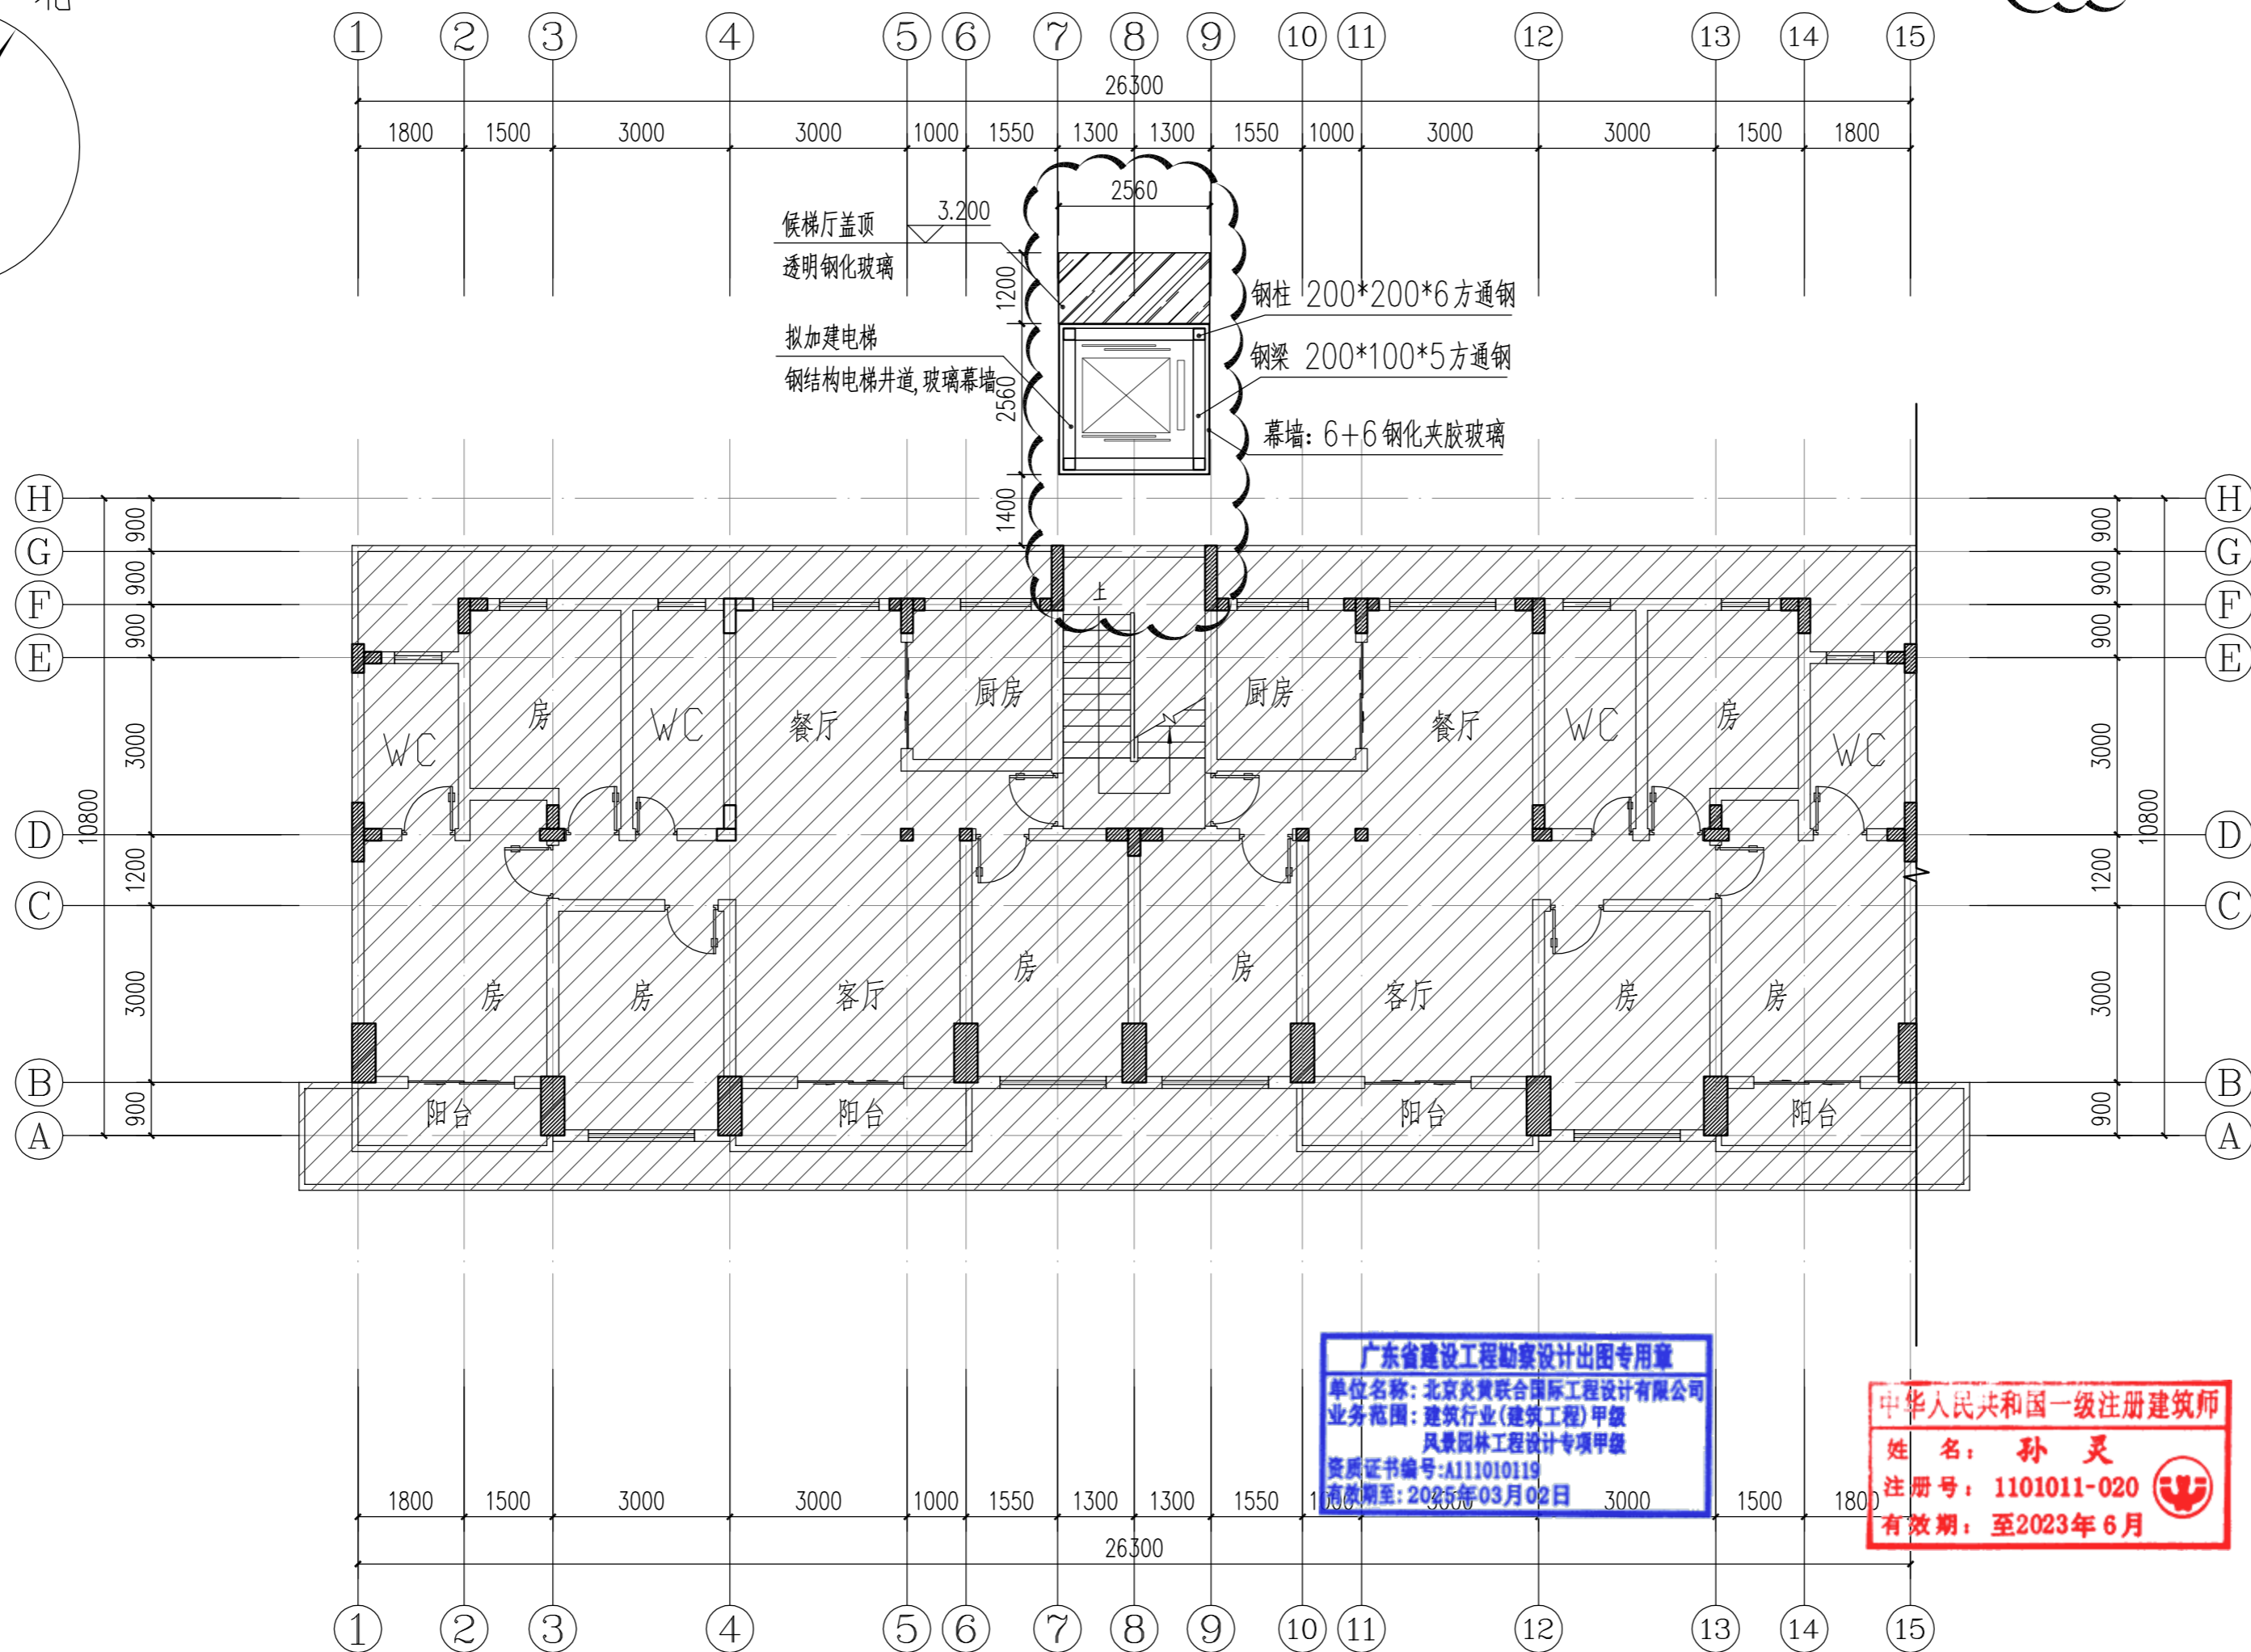 北
1 2 3 4 5 6 7 8 9 10 11 12 13 14 15
26300
1800 1500 3000 3000 1000 1550 1300 1300 1550 1000 3000 3000 1500 1800
2560
候梯厅盖顶 3.200
透明钢化玻璃
1200
钢柱 200*200*6方通钢
拟加建电梯
钢结构电梯井道,玻璃幕墙
2560
钢梁 200*100*5方通钢
幕墙: 6+6钢化夹胶玻璃
1400
H H
900 900
G G
900 900
F F
上
900 900
E E
WC 房 WC 餐厅 厨房 厨房 餐厅 WC 房 WC
3000 3000
10800 10800
D D
1200 1200
C C
房 房 客厅 房 房 客厅 房 房
3000 3000
B B
阳台 阳台 阳台 阳台
900 900
A A
广东省建设工程勘察设计出图专用章
单位名称: 北京炎黄联合国际工程设计有限公司
业务范围: 建筑行业(建筑工程)甲级
风景园林工程设计专项甲级
资质证书编号:A111010119
有效期至: 2025年03月02日
中华人民共和国一级注册建筑师
姓 名: 孙 灵
注册号: 1101011-020
有效期: 至2023年6月
1800 1500 3000 3000 1000 1550 1300 1300 1550 1000 3000 3000 1500 1800
26300
1 2 3 4 5 6 7 8 9 10 11 12 13 14 15